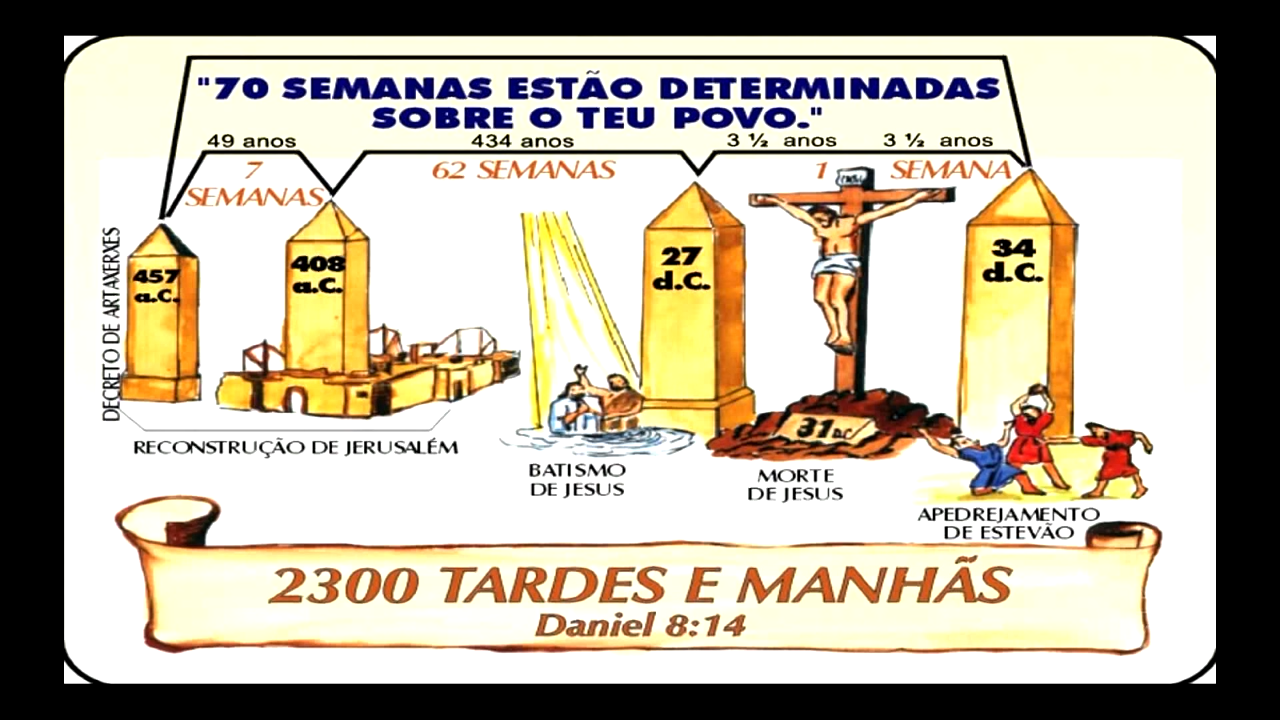 "70 SEMANAS ESTÃO DETERMINADAS
SOBRE O TEU POVO."
49 anos
434 anos
3 ½ anos
3 ½ anos
7
SEMANAS
62 SEMANAS
1
SEMANA
DECRETO DE ARTAXERXES
457
a.C.
408
a.C.
27
d.C.
34
d.C.
31 D.C
RECONSTRUÇÃO DE JERUSALÉM
BATISMO
DE JESUS
MORTE
DE JESUS
APEDREJAMENTO
DE ESTEVÃO
2300 TARDES E MANHÃS
Daniel 8:14